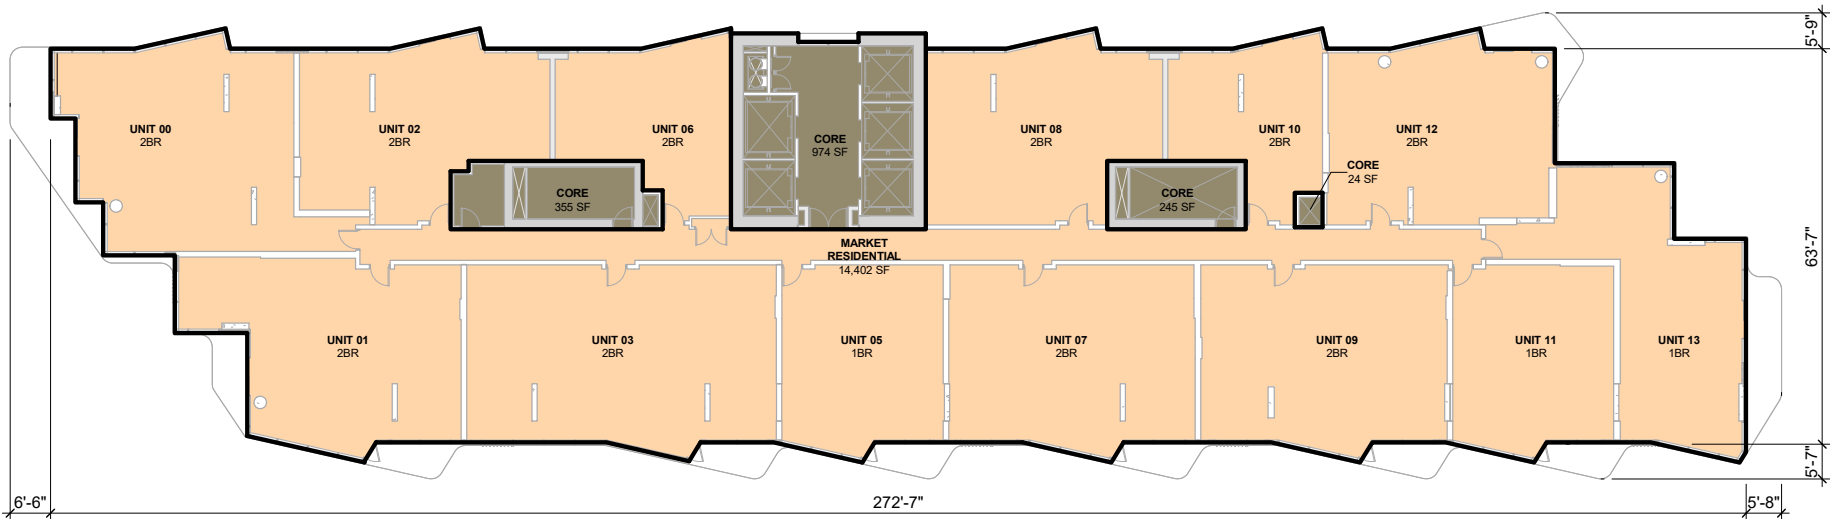 5'-9"
UNIT 00
2BR
UNIT 02
2BR
UNIT 06
2BR
CORE
974 SF
UNIT 08
2BR
UNIT 10
2BR
UNIT 12
2BR
CORE
24 SF
CORE
355 SF
CORE
245 SF
MARKET
RESIDENTIAL
14,402 SF
63'-7"
UNIT 01
2BR
UNIT 03
2BR
UNIT 05
1BR
UNIT 07
2BR
UNIT 09
2BR
UNIT 11
1BR
UNIT 13
1BR
5'-7"
6'-6"
272'-7"
5'-8"